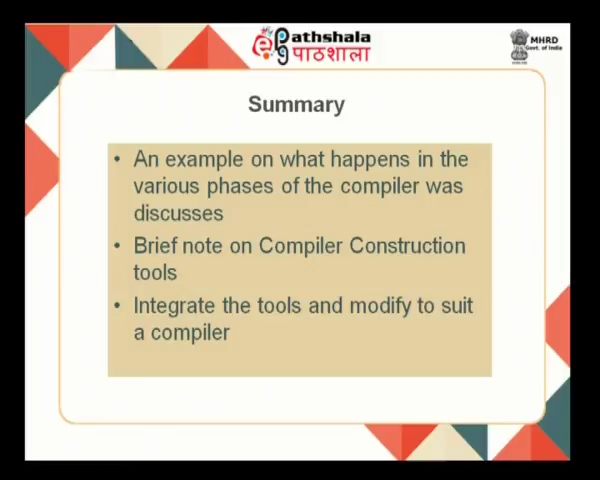 ePathshala
पाठशाला
MHRD
Govt. of India
Summary
• An example on what happens in the
various phases of the compiler was
discusses
• Brief note on Compiler Construction
tools
• Integrate the tools and modify to suit
a compiler